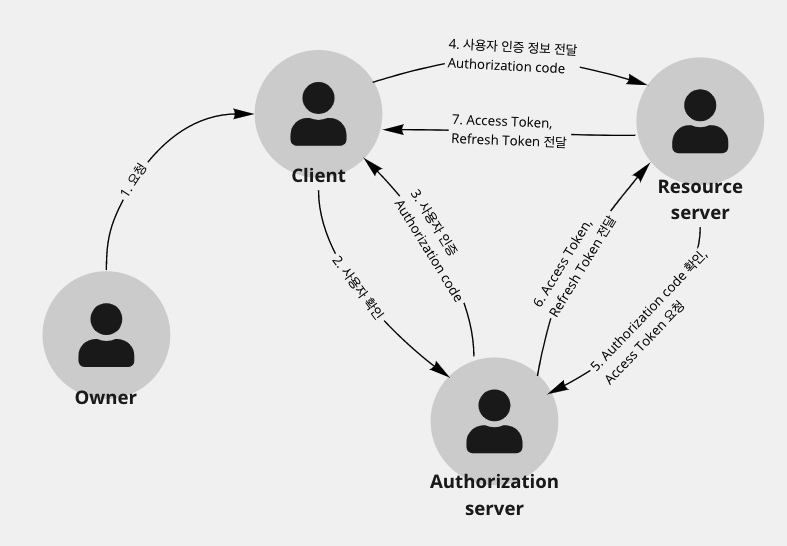 4. 사용자 인증 정보 전달
Authorization code
Client
7. Access Token,
Refresh Token 전달
Resource
server
1. 요청
3. 사용자 인증
Authorization code
2. 사용자 확인
6. Access Token,
Refresh Token 전달
5. Authorization code 확인,
Access Token 요청
Owner
Authorization
server